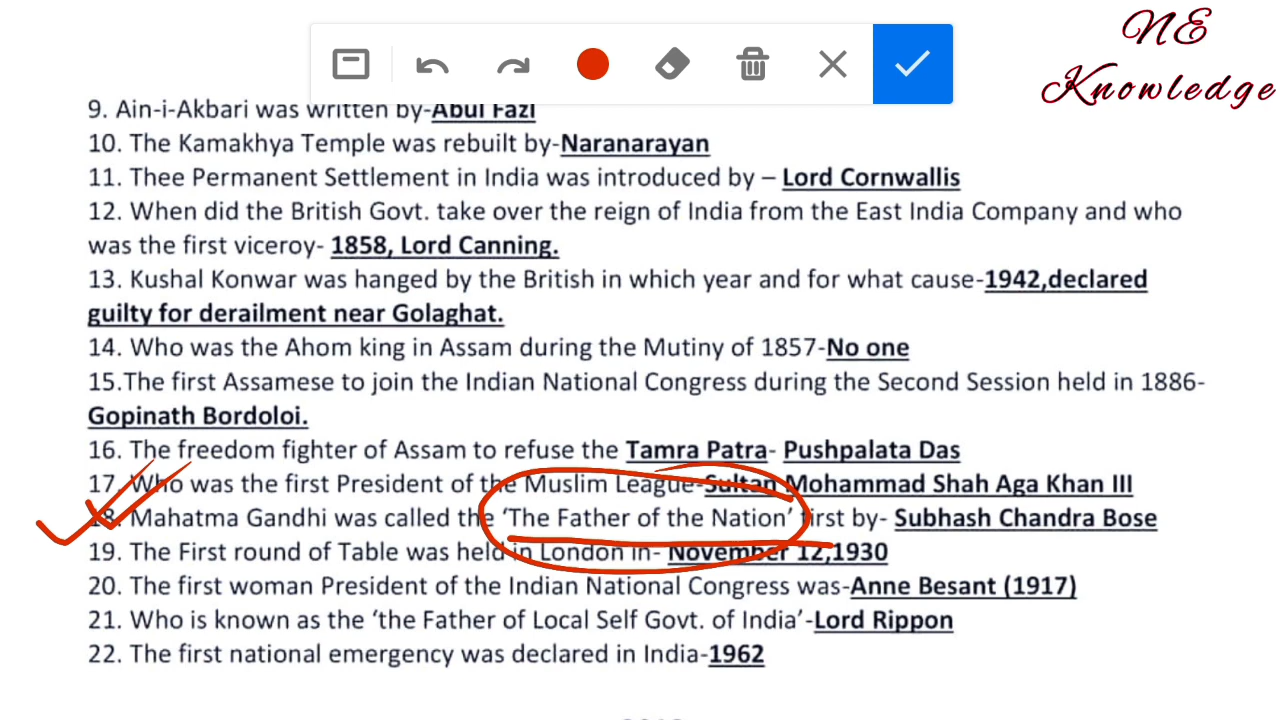 NE
Knowledge
9. Ain-i-Akbari was written by-Abul Fazl
10. The Kamakhya Temple was rebuilt by-Naranarayan
11. Thee Permanent Settlement in India was introduced by – Lord Cornwallis
12. When did the British Govt. take over the reign of India from the East India Company and who
was the first viceroy- 1858, Lord Canning.
13. Kushal Konwar was hanged by the British in which year and for what cause-1942,declared
guilty for derailment near Golaghat.
14. Who was the Ahom king in Assam during the Mutiny of 1857-No one
15.The first Assamese to join the Indian National Congress during the Second Session held in 1886-
Gopinath Bordoloi.
16. The freedom fighter of Assam to refuse the Tamra Patra- Pushpalata Das
17. Who was the first President of the Muslim League-Sultan Mohammad Shah Aga Khan III
18. Mahatma Gandhi was called the ‘The Father of the Nation’ first by- Subhash Chandra Bose
19. The First round of Table was held in London in- November 12,1930
20. The first woman President of the Indian National Congress was-Anne Besant (1917)
21. Who is known as the ‘the Father of Local Self Govt. of India’-Lord Rippon
22. The first national emergency was declared in India-1962